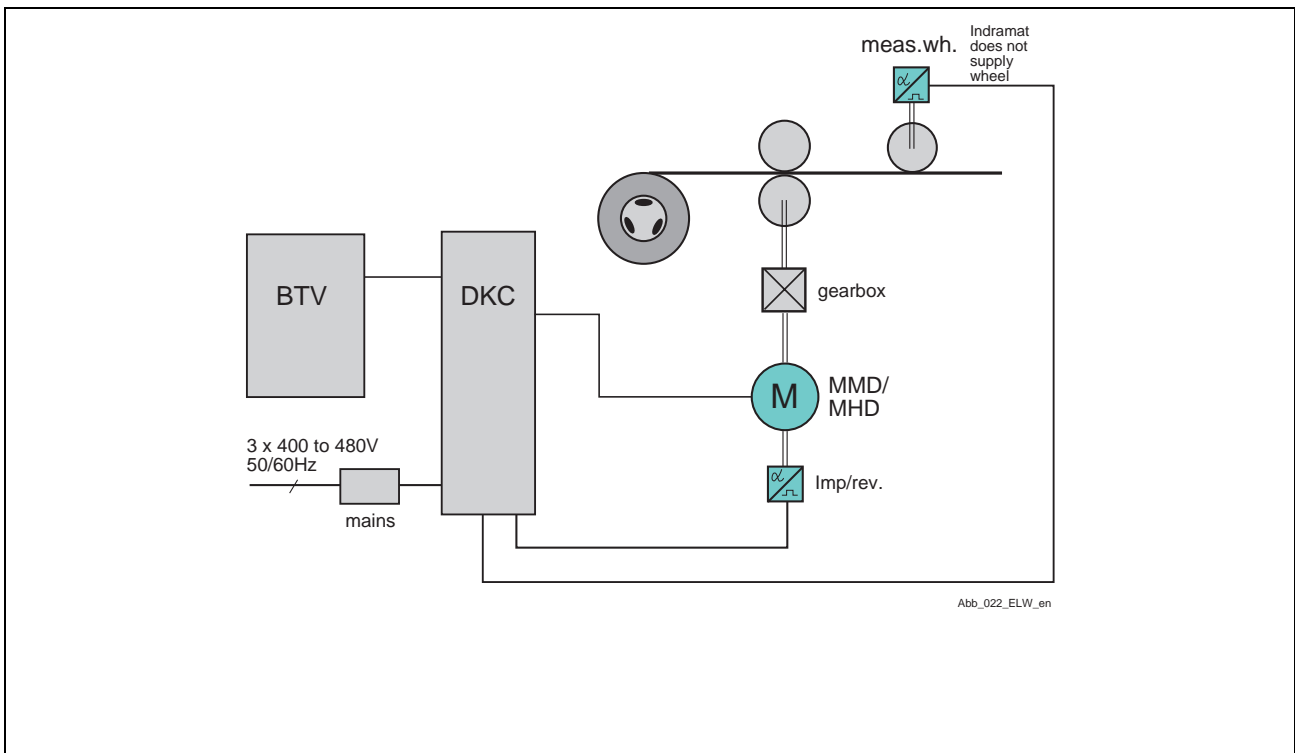 meas.wh.
Indramat
does not
supply
wheel
α
BTV
DKC
gearbox
M
MMD/
MHD
3 x 400 to 480V
50/60Hz
mains
α
Imp/rev.
Abb_022_ELW_en